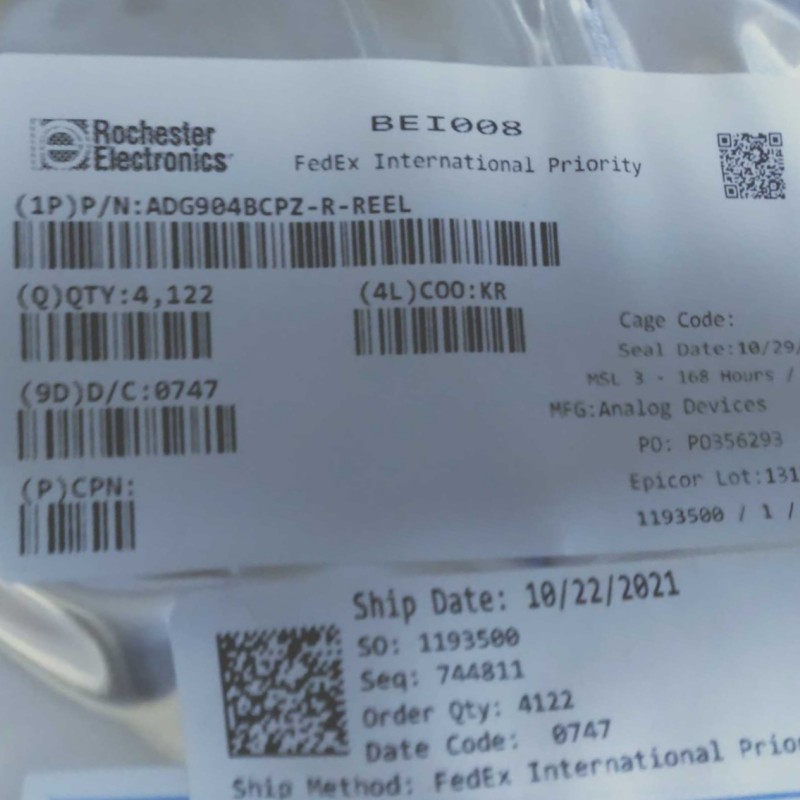 Rochester
Electronics
BEI008
FedEx International Priority
(1P)P/N:ADG904BCPZ-R-REEL
(Q)QTY:4,122
(4L)COO:KR
(9D)D/C:0747
(P)CPN:
Cage Code:
Seal Date:10/29/
MSL 3 - 168 Hours /
MFG:Analog Devices
PO: PO356293
Epicor Lot:131
1193500 / 1 /
Ship Date: 10/22/2021
SO: 1193500
Seq: 744811
Order Qty: 4122
Date Code: 0747
Ship Method: FedEx International Prio